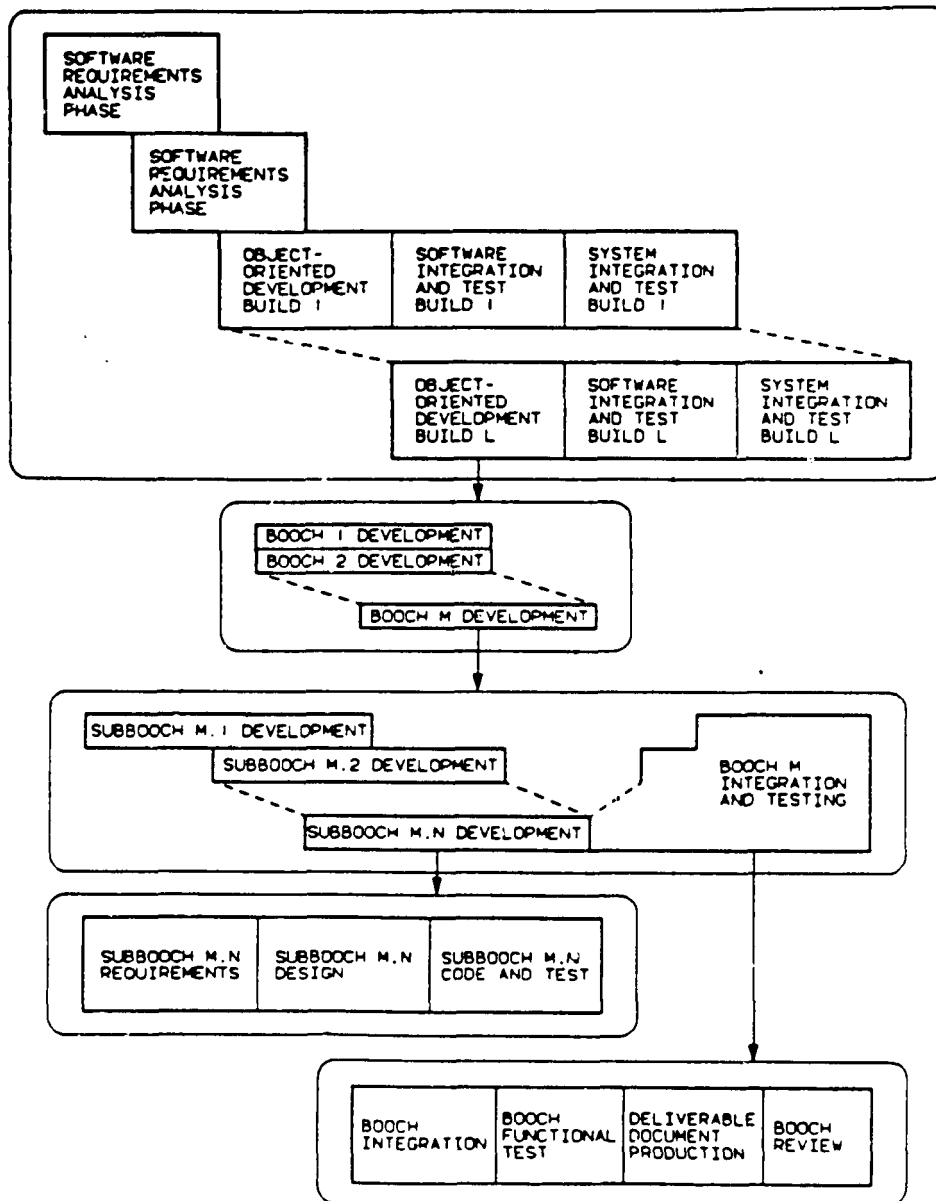 SOFTWARE
REQUIREMENTS
ANALYSIS
PHASE
SOFTWARE
REQUIREMENTS
ANALYSIS
PHASE
OBJECT-
ORIENTED
DEVELOPMENT
BUILD 1
SOFTWARE
INTEGRATION
AND TEST
BUILD 1
SYSTEM
INTEGRATION
AND TEST
BUILD 1
OBJECT-
ORIENTED
DEVELOPMENT
BUILD L
SOFTWARE
INTEGRATION
AND TEST
BUILD L
SYSTEM
INTEGRATION
AND TEST
BUILD L
BOOCH 1 DEVELOPMENT
BOOCH 2 DEVELOPMENT
BOOCH M DEVELOPMENT
SUBBOOCH M.1 DEVELOPMENT
SUBBOOCH M.2 DEVELOPMENT
SUBBOOCH M.N DEVELOPMENT
BOOCH M
INTEGRATION
AND TESTING
SUBBOOCH M.N
REQUIREMENTS
SUBBOOCH M.N
DESIGN
SUBBOOCH M.N
CODE AND TEST
BOOCH
INTEGRATION
BOOCH
FUNCTIONAL
TEST
DELIVERABLE
DOCUMENT
PRODUCTION
BOOCH
REVIEW